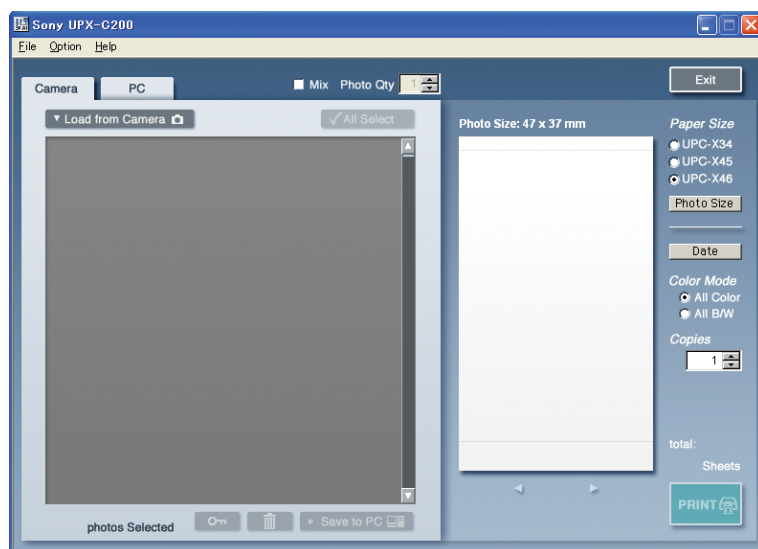 Sony UPX-C200
File Option Help
Camera PC Mix Photo Qty 1 Exit
Load from Camera All Select
Photo Size: 47 x 37 mm
Paper Size
UPC-X34
UPC-X45
UPC-X46
Photo Size
Date
Color Mode
All Color
All B/W
Copies
1
total:
Sheets
PRINT
photos Selected Save to PC